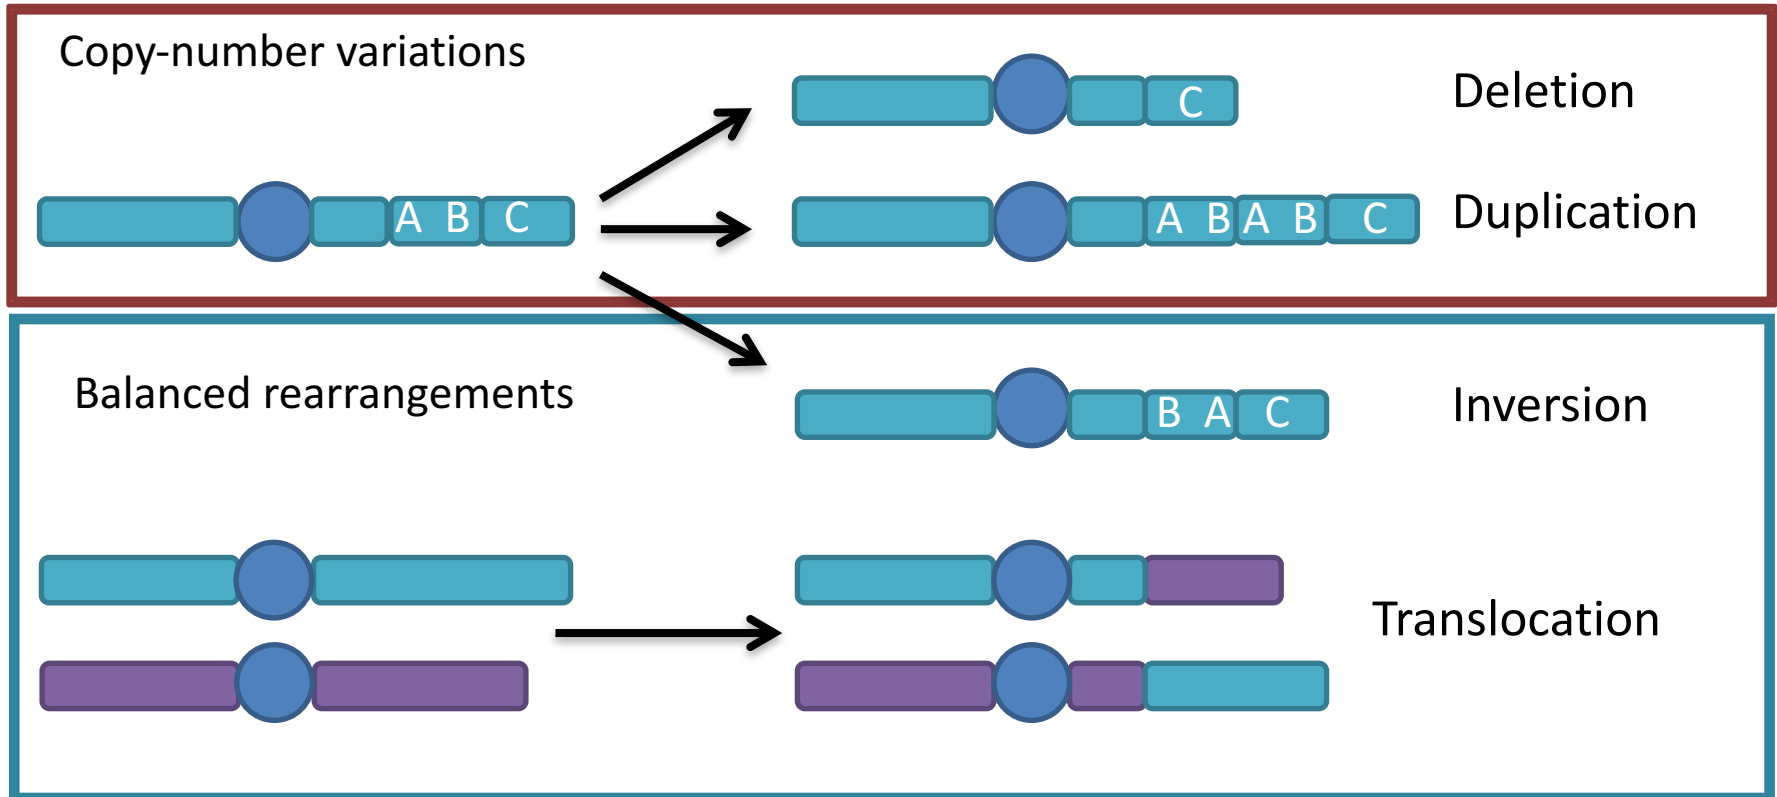 Copy-number variations
C
Deletion
A B C
A B A B C
Duplication
Balanced rearrangements
B A C
Inversion
Translocation